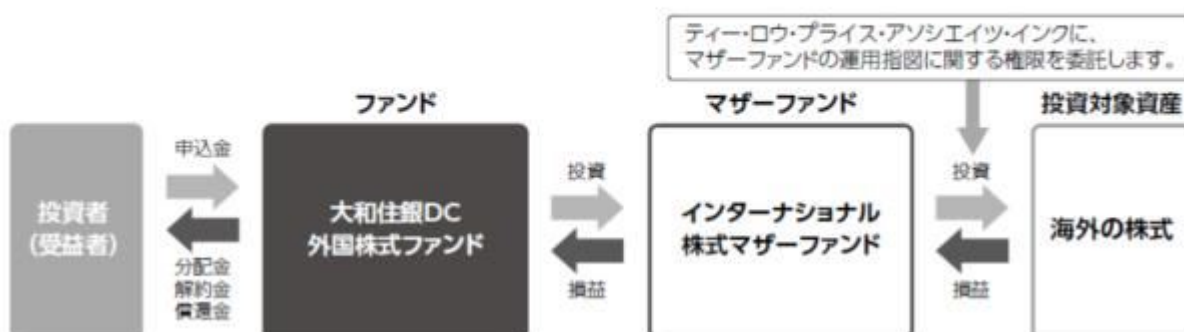 ティー・ロウ・プライス・アソシエイツ・インクに、
マザーファンドの運用指図に関する権限を委託します。
ファンド
マザーファンド
投資対象資産
申込金
投資者
(受益者)
分配金
解約金
償還金
大和住銀DC
外国株式ファンド
投資
損益
インターナショナル
株式マザーファンド
投資
損益
海外の株式